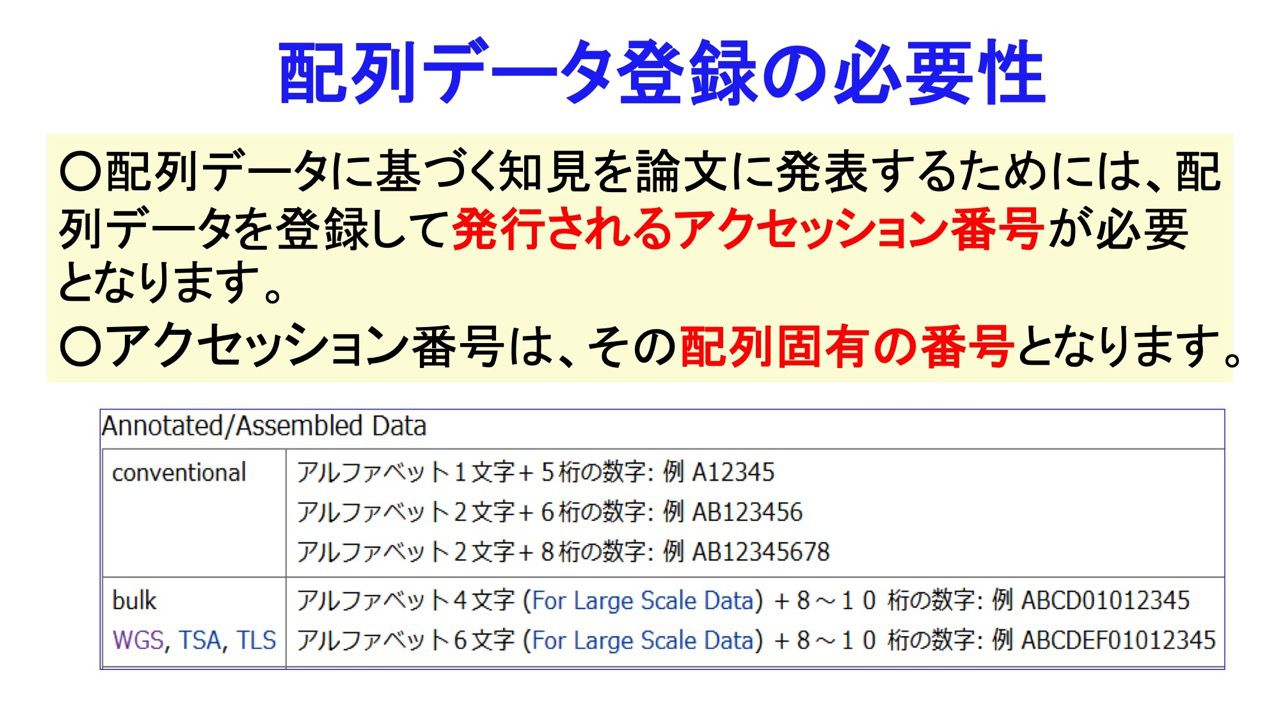 配列データ登録の必要性
○配列データに基づく知見を論文に発表するためには、配
列データを登録して発行されるアクセッション番号が必要
となります。
○アクセッション番号は、その配列固有の番号となります。
Annotated/Assembled Data
conventional アルファベット1文字+ 5桁の数字: 例 A12345
アルファベット2文字+ 6桁の数字: 例 AB123456
アルファベット2文字+ 8桁の数字: 例 AB12345678
bulk アルファベット4文字 (For Large Scale Data) +8~10 桁の数字: 例 ABCD01012345
WGS, TSA, TLS アルファベット6文字 (For Large Scale Data) +8~10 桁の数字: 例 ABCDEF01012345